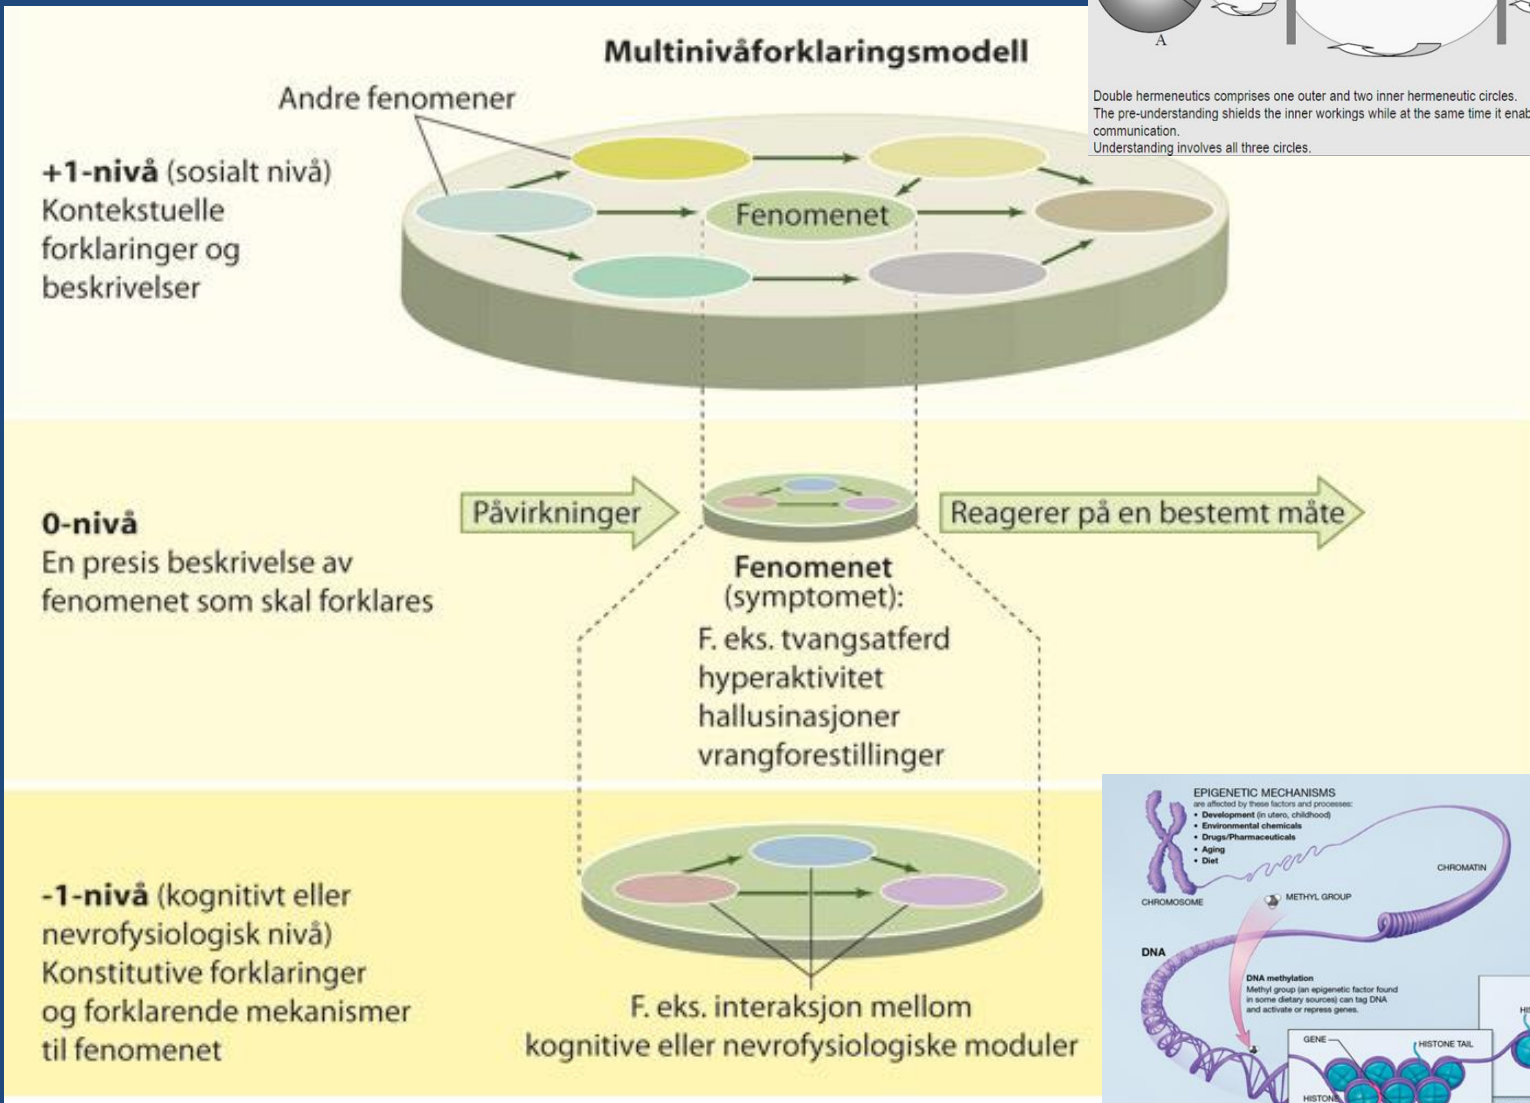 Multinivåforklaringsmodell
Andre fenomener
+1-nivå (sosialt nivå)
Kontekstuelle
forklaringer og
beskrivelser
Fenomenet
A
Double hermeneutics comprises one outer and two inner hermeneutic circles.
The pre-understanding shields the inner workings while at the same time it enab
communication.
Understanding involves all three circles.
0-nivå
En presis beskrivelse av
fenomenet som skal forklares
Påvirkninger
Reagerer på en bestemt måte
Fenomenet
(symptomet):
F. eks. tvangsatferd
hyperaktivitet
hallusinasjoner
vrangforestillinger
-1-nivå (kognitivt eller
nevrofysiologisk nivå)
Konstitutive forklaringer
og forklarende mekanismer
til fenomenet
F. eks. interaksjon mellom
kognitive eller nevrofysiologiske moduler
EPIGENETIC MECHANISMS
are affected by these factors and processes:
• Development (in utero, childhood)
• Environmental chemicals
• Drugs/Pharmaceuticals
• Aging
• Diet
CHROMOSOME
CHROMATIN
METHYL GROUP
DNA
DNA methylation
Methyl group (an epigenetic factor found
in some dietary sources) can tag DNA
and activate or repress genes.
GENE
HISTONE TAIL
HISTON
HIS